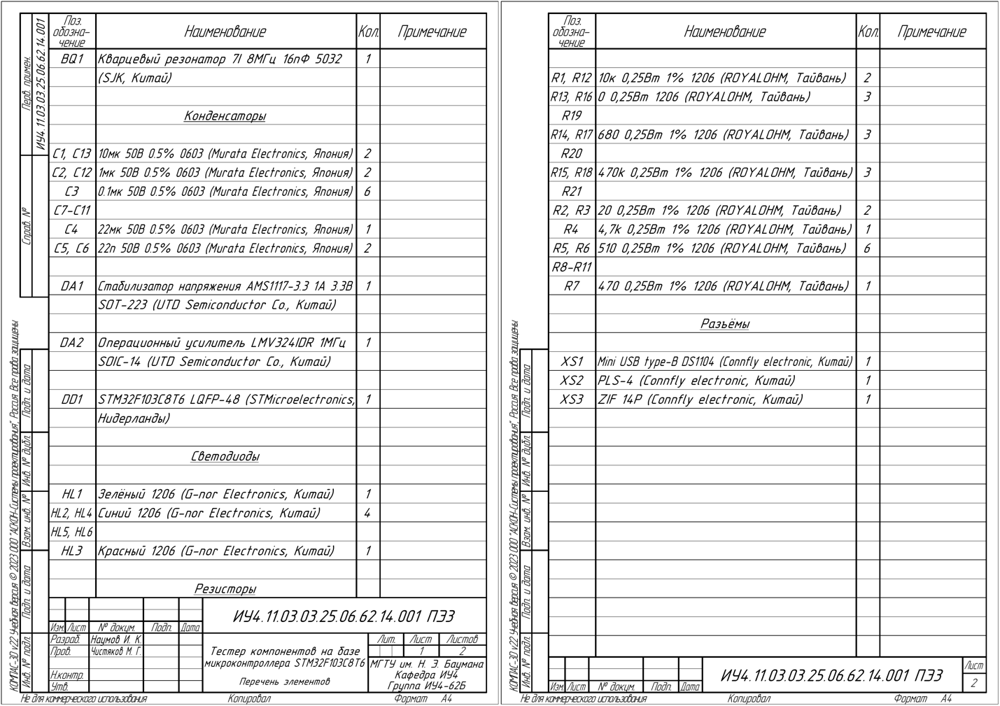 Поз. обозна- чение Наименование Кол. Примечание
BQ1 Кварцевый резонатор 7I 8МГц 16пФ 5032 1
(SJK, Китай)
Конденсаторы
C1, C13 10мк 50В 0.5% 0603 (Murata Electronics, Япония) 2
C2, C12 1мк 50В 0.5% 0603 (Murata Electronics, Япония) 2
C3 0.1мк 50В 0.5% 0603 (Murata Electronics, Япония) 6
C7-C11
C4 22мк 50В 0.5% 0603 (Murata Electronics, Япония) 1
C5, C6 22п 50В 0.5% 0603 (Murata Electronics, Япония) 2
DA1 Стабилизатор напряжения AMS1117-3.3 1А 3.3В 1
SOT-223 (UTD Semiconductor Co., Китай)
DA2 Операционный усилитель LMV324IDR 1МГц 1
SOIC-14 (UTD Semiconductor Co., Китай)
DD1 STM32F103C8T6 LQFP-48 (STMicroelectronics, 1
Нидерланды)
Светодиоды
HL1 Зелёный 1206 (G-nor Electronics, Китай) 1
HL2, HL4 Синий 1206 (G-nor Electronics, Китай) 4
HL5, HL6
HL3 Красный 1206 (G-nor Electronics, Китай) 1
Резисторы
Перв. примен.
ИУ4.11.03.03.25.06.62.14.001
Справ. №
Подп. и дата
Инв. № дубл.
Взам. инв. №
Подп. и дата
Инв. № подл.
КОМПАС-3D v22 Учебная версия © 2023 ООО "АСКОН-Системы проектирования", Россия. Все права защищены.
ИУ4.11.03.03.25.06.62.14.001 ПЭ3
Изм. Лист № докум. Подп. Дата
Разраб. Наумов И. К.
Пров. Чистяков М. Г.
Н.контр.
Утв.
Тестер компонентов на базе
микроконтроллера STM32F103C8T6
Перечень элементов
Лит. Лист Листов
1 2
МГТУ им. Н. Э. Баумана
Кафедра ИУ4
Группа ИУ4-62Б
Не для коммерческого использования Копировал Формат А4
Поз. обозна- чение Наименование Кол. Примечание
R1, R12 10к 0,25Вт 1% 1206 (ROYALOHM, Тайвань) 2
R13, R16 0 0,25Вт 1206 (ROYALOHM, Тайвань) 3
R19
R14, R17 680 0,25Вт 1% 1206 (ROYALOHM, Тайвань) 3
R20
R15, R18 470k 0,25Вт 1% 1206 (ROYALOHM, Тайвань) 3
R21
R2, R3 20 0,25Вт 1% 1206 (ROYALOHM, Тайвань) 2
R4 4,7k 0,25Вт 1% 1206 (ROYALOHM, Тайвань) 1
R5, R6 510 0,25Вт 1% 1206 (ROYALOHM, Тайвань) 6
R8-R11
R7 470 0,25Вт 1% 1206 (ROYALOHM, Тайвань) 1
Разъёмы
XS1 Mini USB type-B DS1104 (Connfly electronic, Китай) 1
XS2 PLS-4 (Connfly electronic, Китай) 1
XS3 ZIF 14P (Connfly electronic, Китай) 1
Подп. и дата
Инв. № дубл.
Взам. инв. №
Подп. и дата
Инв. № подл.
КОМПАС-3D v22 Учебная версия © 2023 ООО "АСКОН-Системы проектирования", Россия. Все права защищены.
Изм. Лист № докум. Подп. Дата
ИУ4.11.03.03.25.06.62.14.001 ПЭ3
Лист
2
Не для коммерческого использования Копировал Формат А4